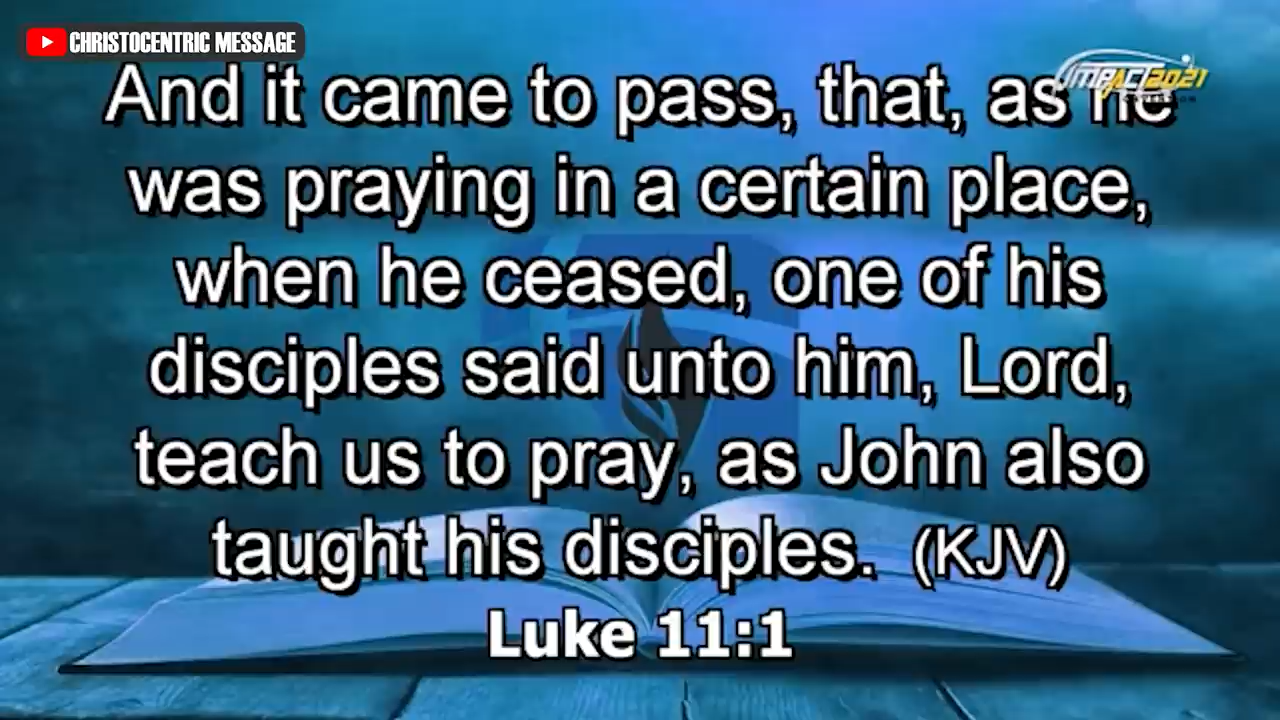 CHRISTOCENTRIC MESSAGE
IMPACT2021
And it came to pass, that, as he
was praying in a certain place,
when he ceased, one of his
disciples said unto him, Lord,
teach us to pray, as John also
taught his disciples. (KJV)
Luke 11:1